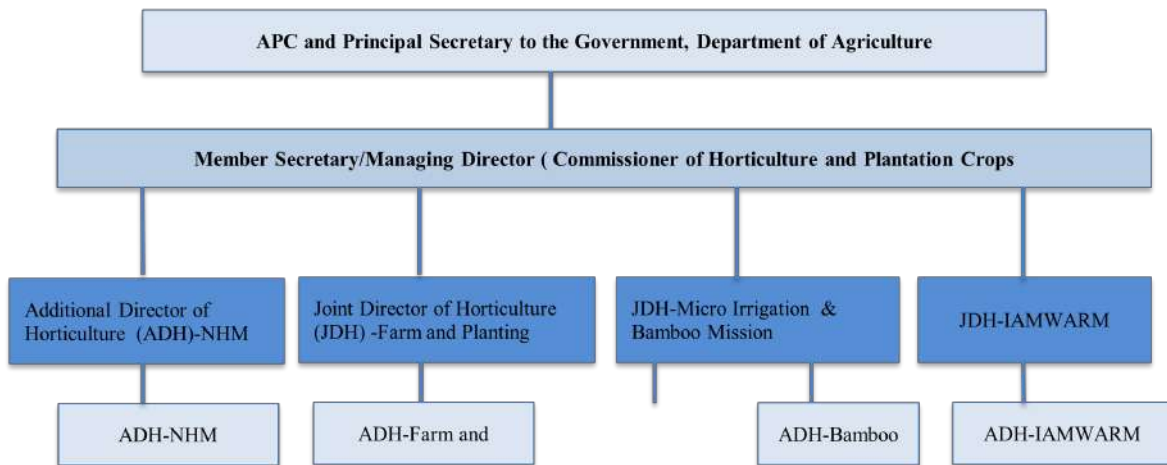 APC and Principal Secretary to the Government, Department of Agriculture
Member Secretary/Managing Director ( Commissioner of Horticulture and Plantation Crops
Additional Director of
Horticulture (ADH)-NHM
Joint Director of Horticulture
(JDH) -Farm and Planting
JDH-Micro Irrigation &
Bamboo Mission
JDH-IAMWARM
ADH-NHM
ADH-Farm and
ADH-Bamboo
ADH-IAMWARM